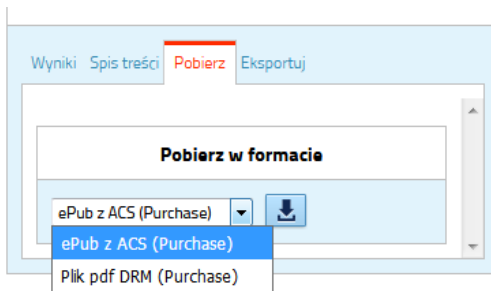 Wyniki Spis treści Pobierz Eksportuj
Pobierz w formacie
ePub z ACS (Purchase)
ePub z ACS (Purchase)
Plik pdf DRM (Purchase)